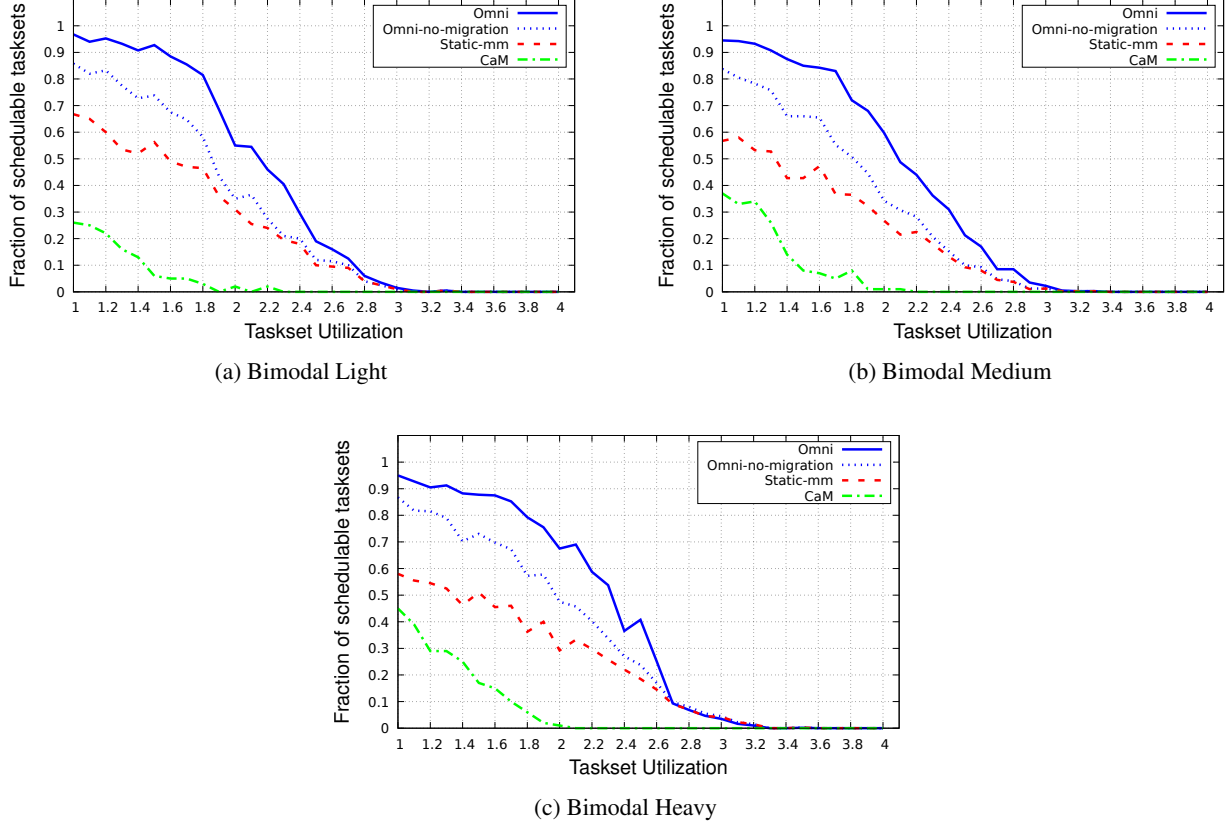 Fraction of schedulable tasksets
1
0.9
0.8
0.7
0.6
0.5
0.4
0.3
0.2
0.1
0
1 1.2 1.4 1.6 1.8 2 2.2 2.4 2.6 2.8 3 3.2 3.4 3.6 3.8 4
Taskset Utilization
Omni
Omni-no-migration
Static-mm
CaM
(a) Bimodal Light
Fraction of schedulable tasksets
1
0.9
0.8
0.7
0.6
0.5
0.4
0.3
0.2
0.1
0
1 1.2 1.4 1.6 1.8 2 2.2 2.4 2.6 2.8 3 3.2 3.4 3.6 3.8 4
Taskset Utilization
Omni
Omni-no-migration
Static-mm
CaM
(b) Bimodal Medium
Fraction of schedulable tasksets
1
0.9
0.8
0.7
0.6
0.5
0.4
0.3
0.2
0.1
0
1 1.2 1.4 1.6 1.8 2 2.2 2.4 2.6 2.8 3 3.2 3.4 3.6 3.8 4
Taskset Utilization
Omni
Omni-no-migration
Static-mm
CaM
(c) Bimodal Heavy